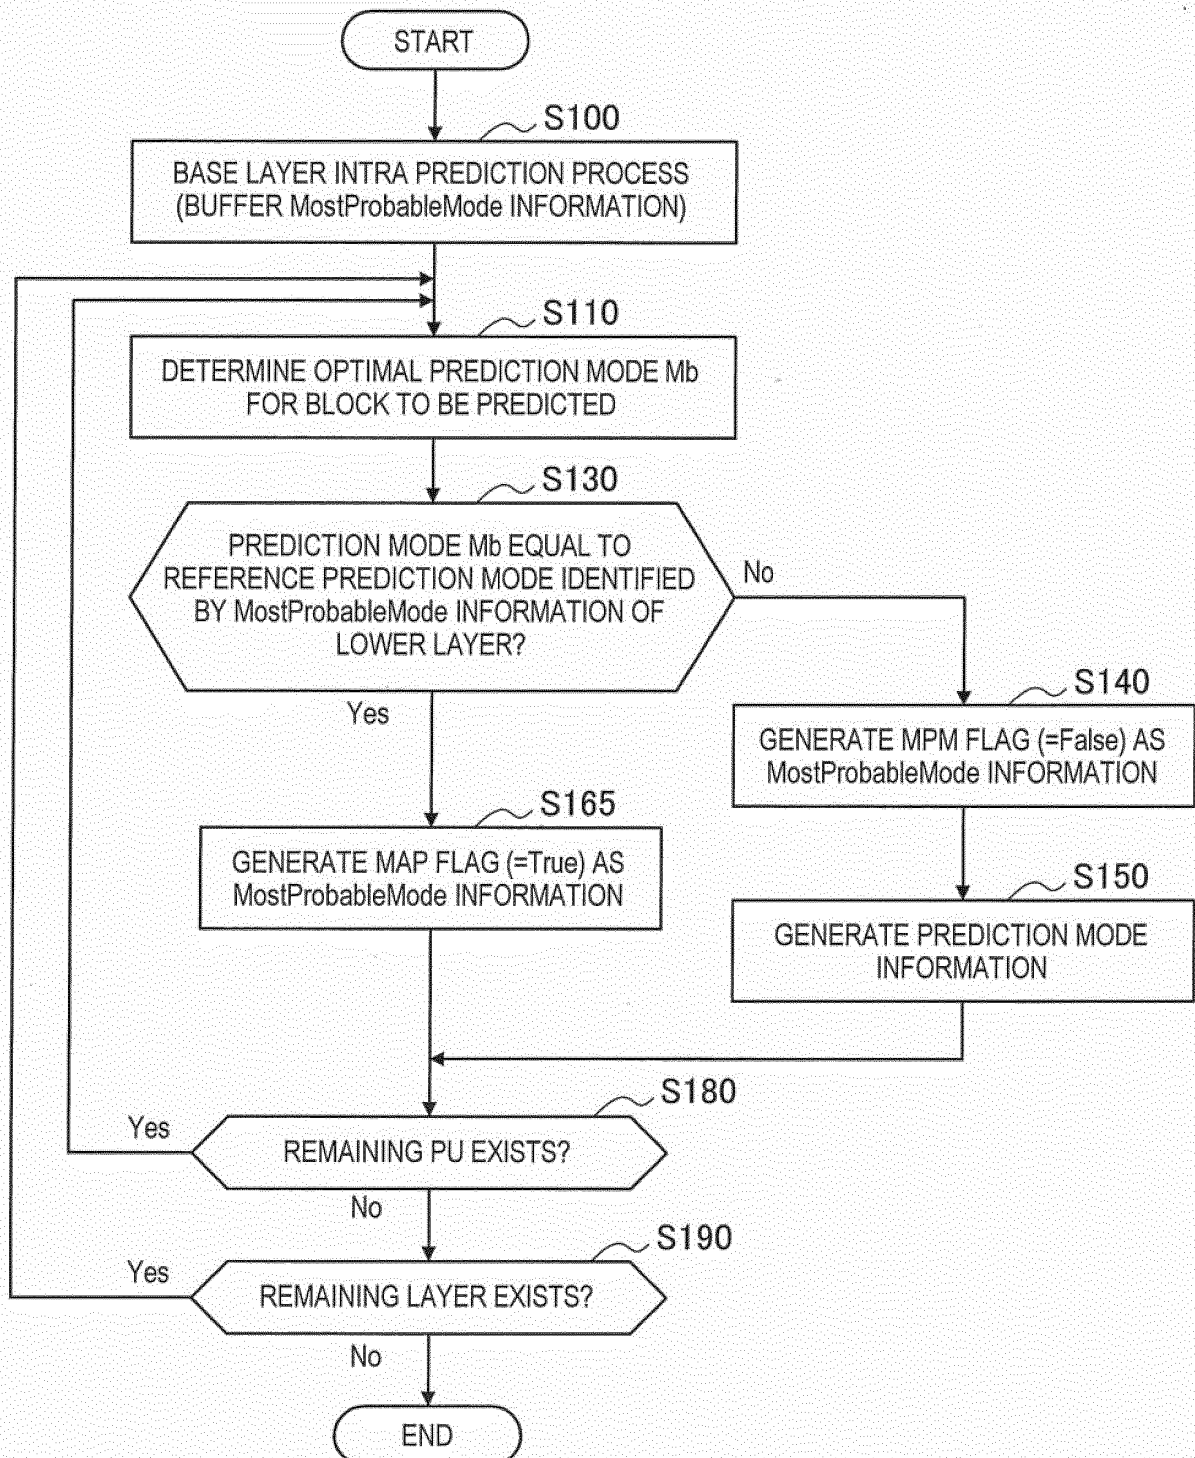 START
S100
BASE LAYER INTRA PREDICTION PROCESS
(BUFFER MostProbableMode INFORMATION)
S110
DETERMINE OPTIMAL PREDICTION MODE Mb
FOR BLOCK TO BE PREDICTED
S130
PREDICTION MODE Mb EQUAL TO
REFERENCE PREDICTION MODE IDENTIFIED
BY MostProbableMode INFORMATION OF
LOWER LAYER?
No
Yes
S140
GENERATE MPM FLAG (=False) AS
MostProbableMode INFORMATION
S165
GENERATE MAP FLAG (=True) AS
MostProbableMode INFORMATION
S150
GENERATE PREDICTION MODE
INFORMATION
S180
Yes
REMAINING PU EXISTS?
No
S190
Yes
REMAINING LAYER EXISTS?
No
END